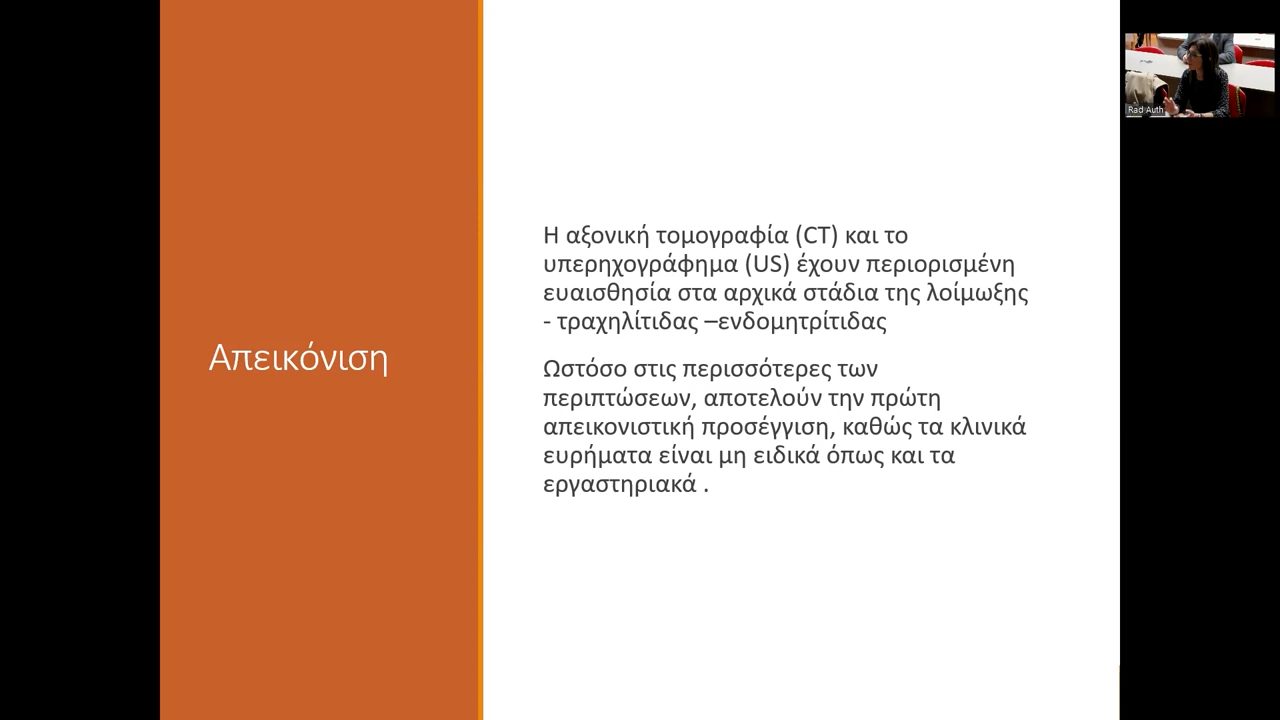 Απεικόνιση
Η αξονική τομογραφία (CT) και το
υπερηχογράφημα (US) έχουν περιορισμένη
ευαισθησία στα αρχικά στάδια της λοίμωξης
- τραχηλίτιδας –ενδομητρίτιδας
Ωστόσο στις περισσότερες των
περιπτώσεων, αποτελούν την πρώτη
απεικονιστική προσέγγιση, καθώς τα κλινικά
ευρήματα είναι μη ειδικά όπως και τα
εργαστηριακά .
Rad Auth